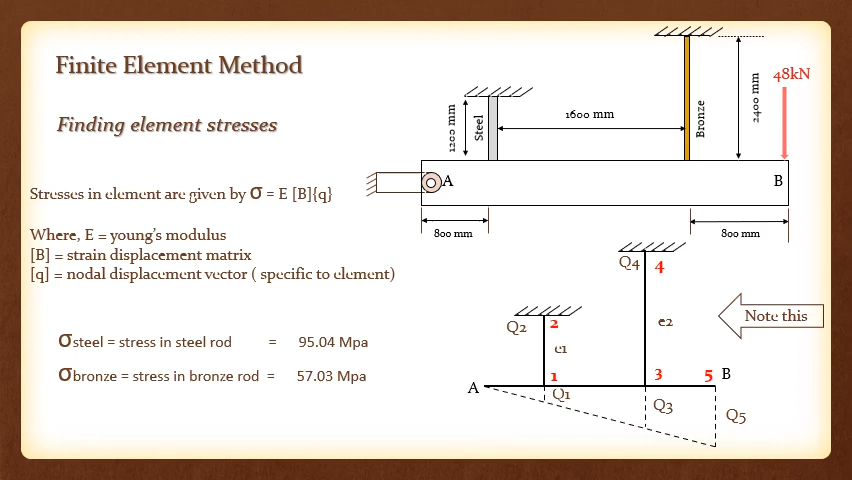 Finite Element Method
Finding element stresses
Stresses in element are given by σ = E [B]{q}
Where, E = young's modulus
[B] = strain displacement matrix
[q] = nodal displacement vector ( specific to element)
σsteel = stress in steel rod = 95.04 Mpa
σbronze = stress in bronze rod = 57.03 Mpa
48kN
1200 mm
Steel
1600 mm
Bronze
2400 mm
A
B
800 mm
800 mm
Q4
4
Q2
2
e2
e1
Note this
1
3
5
B
A
Q1
Q3
Q5